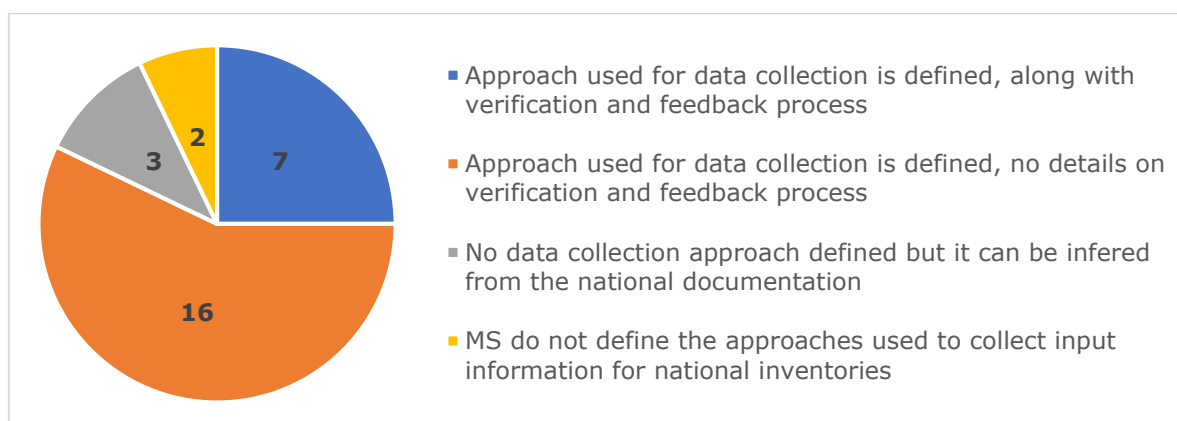 Approach used for data collection is defined, along with
verification and feedback process
Approach used for data collection is defined, no details on
verification and feedback process
No data collection approach defined but it can be infered
from the national documentation
MS do not define the approaches used to collect input
information for national inventories
2
3
7
16